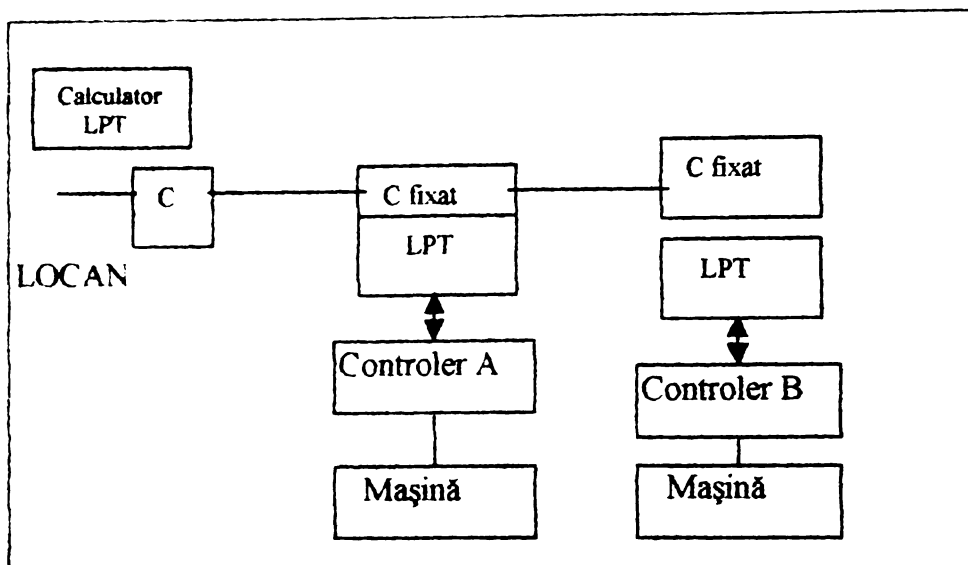 Calculator
LPT
C
C fixat
C fixat
LPT
LPT
LOCAN
Controler A
Controler B
Maşină
Maşină